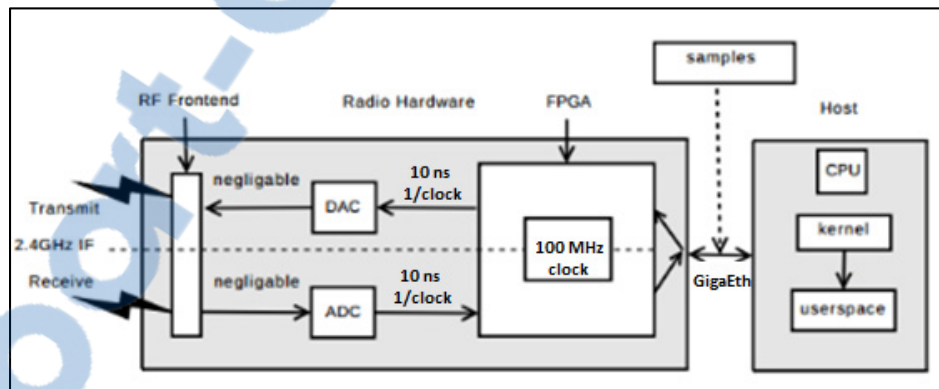 samples
RF Frontend
Radio Hardware
FPGA
Host
negligable
DAC
10 ns
1/clock
CPU
Transmit
2.4GHz IF
100 MHz
clock
kernel
GigaEth
Receive
negligable
ADC
10 ns
1/clock
userspace